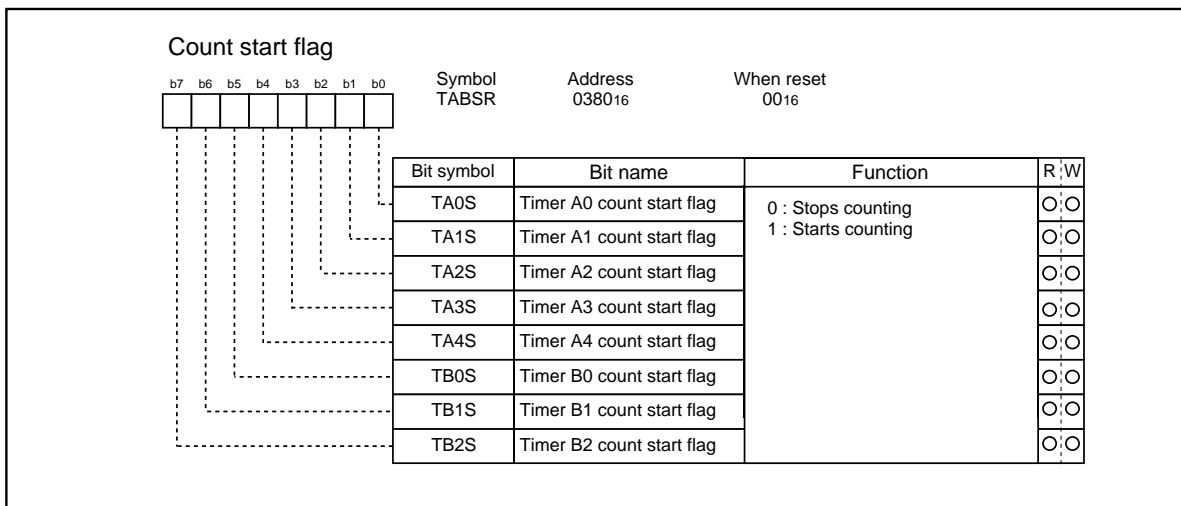 Count start flag
b7 b6 b5 b4 b3 b2 b1 b0
Symbol Address When reset
TABSR 038016 0016
Bit symbol Bit name Function R W
TA0S Timer A0 count start flag 0 : Stops counting
1 : Starts counting
TA1S Timer A1 count start flag
TA2S Timer A2 count start flag
TA3S Timer A3 count start flag
TA4S Timer A4 count start flag
TB0S Timer B0 count start flag
TB1S Timer B1 count start flag
TB2S Timer B2 count start flag